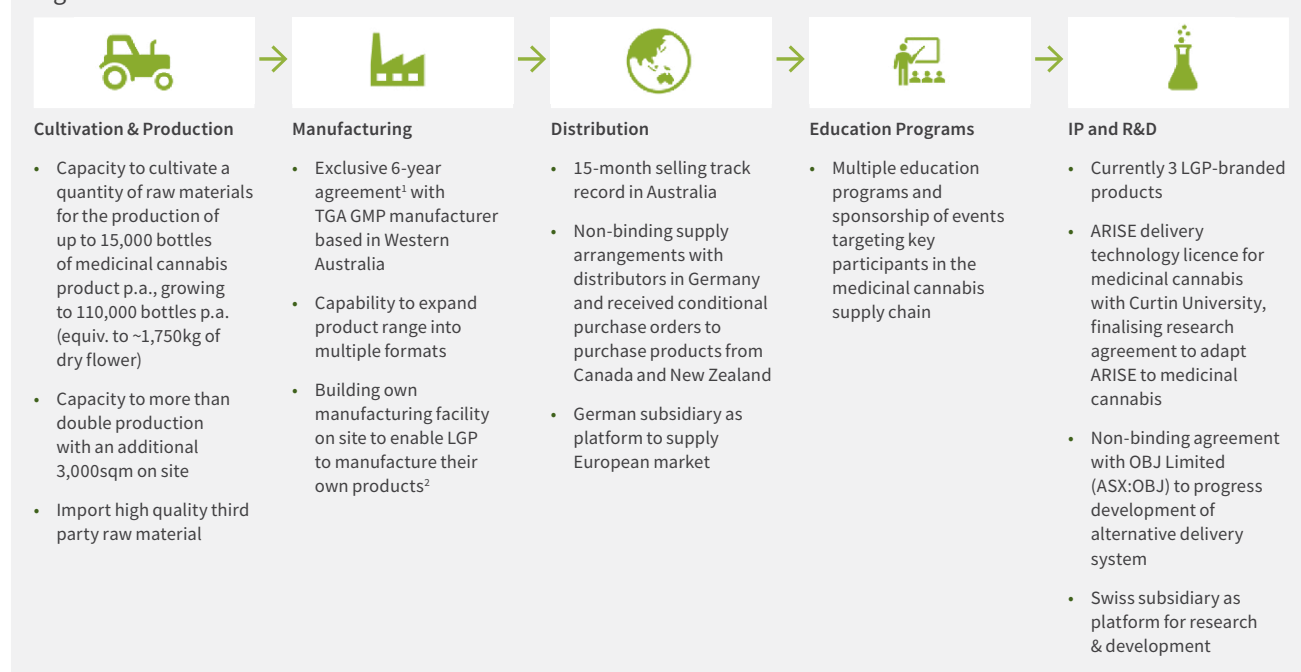 Cultivation & Production
• Capacity to cultivate a
quantity of raw materials
for the production of
up to 15,000 bottles
of medicinal cannabis
product p.a., growing
to 110,000 bottles p.a.
(equiv. to ~1,750kg of
dry flower)
• Capacity to more than
double production
with an additional
3,000sqm on site
• Import high quality third
party raw material
Manufacturing
• Exclusive 6-year
agreement¹ with
TGA GMP manufacturer
based in Western
Australia
• Capability to expand
product range into
multiple formats
• Building own
manufacturing facility
on site to enable LGP
to manufacture their
own products²
Distribution
• 15-month selling track
record in Australia
• Non-binding supply
arrangements with
distributors in Germany
and received conditional
purchase orders to
purchase products from
Canada and New Zealand
• German subsidiary as
platform to supply
European market
Education Programs
• Multiple education
programs and
sponsorship of events
targeting key
participants in the
medicinal cannabis
supply chain
IP and R&D
• Currently 3 LGP-branded
products
• ARISE delivery
technology licence for
medicinal cannabis
with Curtin University,
finalising research
agreement to adapt
ARISE to medicinal
cannabis
• Non-binding agreement
with OBJ Limited
(ASX:OBJ) to progress
development of
alternative delivery
system
• Swiss subsidiary as
platform for research
& development